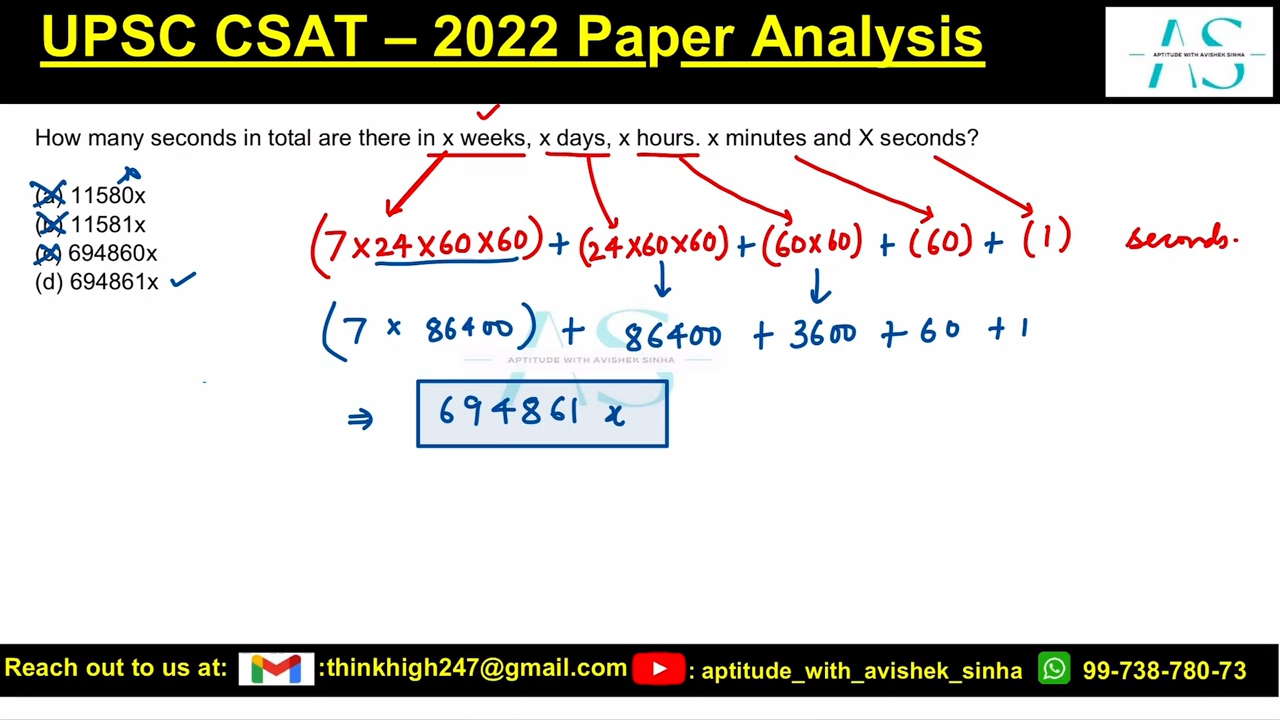 UPSC CSAT – 2022 Paper Analysis
AS
APTITUDE WITH AVISHEK SINHA
How many seconds in total are there in x weeks, x days, x hours. x minutes and X seconds?
(a) 11580x
(b) 11581x
(c) 694860x
(d) 694861x
(7×24×60×60) + (24×60×60) + (60×60) + (60) + (1) seconds.
(7 × 86400) + 86400 + 3600 + 60 + 1
APTITUDE WITH AVISHEK SINHA
⇒ 694861 x
Reach out to us at: :thinkhigh247@gmail.com : aptitude_with_avishek_sinha 99-738-780-73